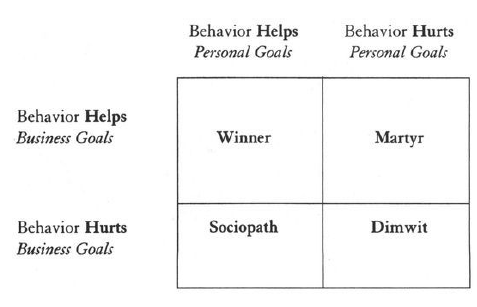 Behavior Helps Behavior Hurts
Personal Goals Personal Goals
Behavior Helps
Business Goals
Winner Martyr
Behavior Hurts
Business Goals
Sociopath Dimwit